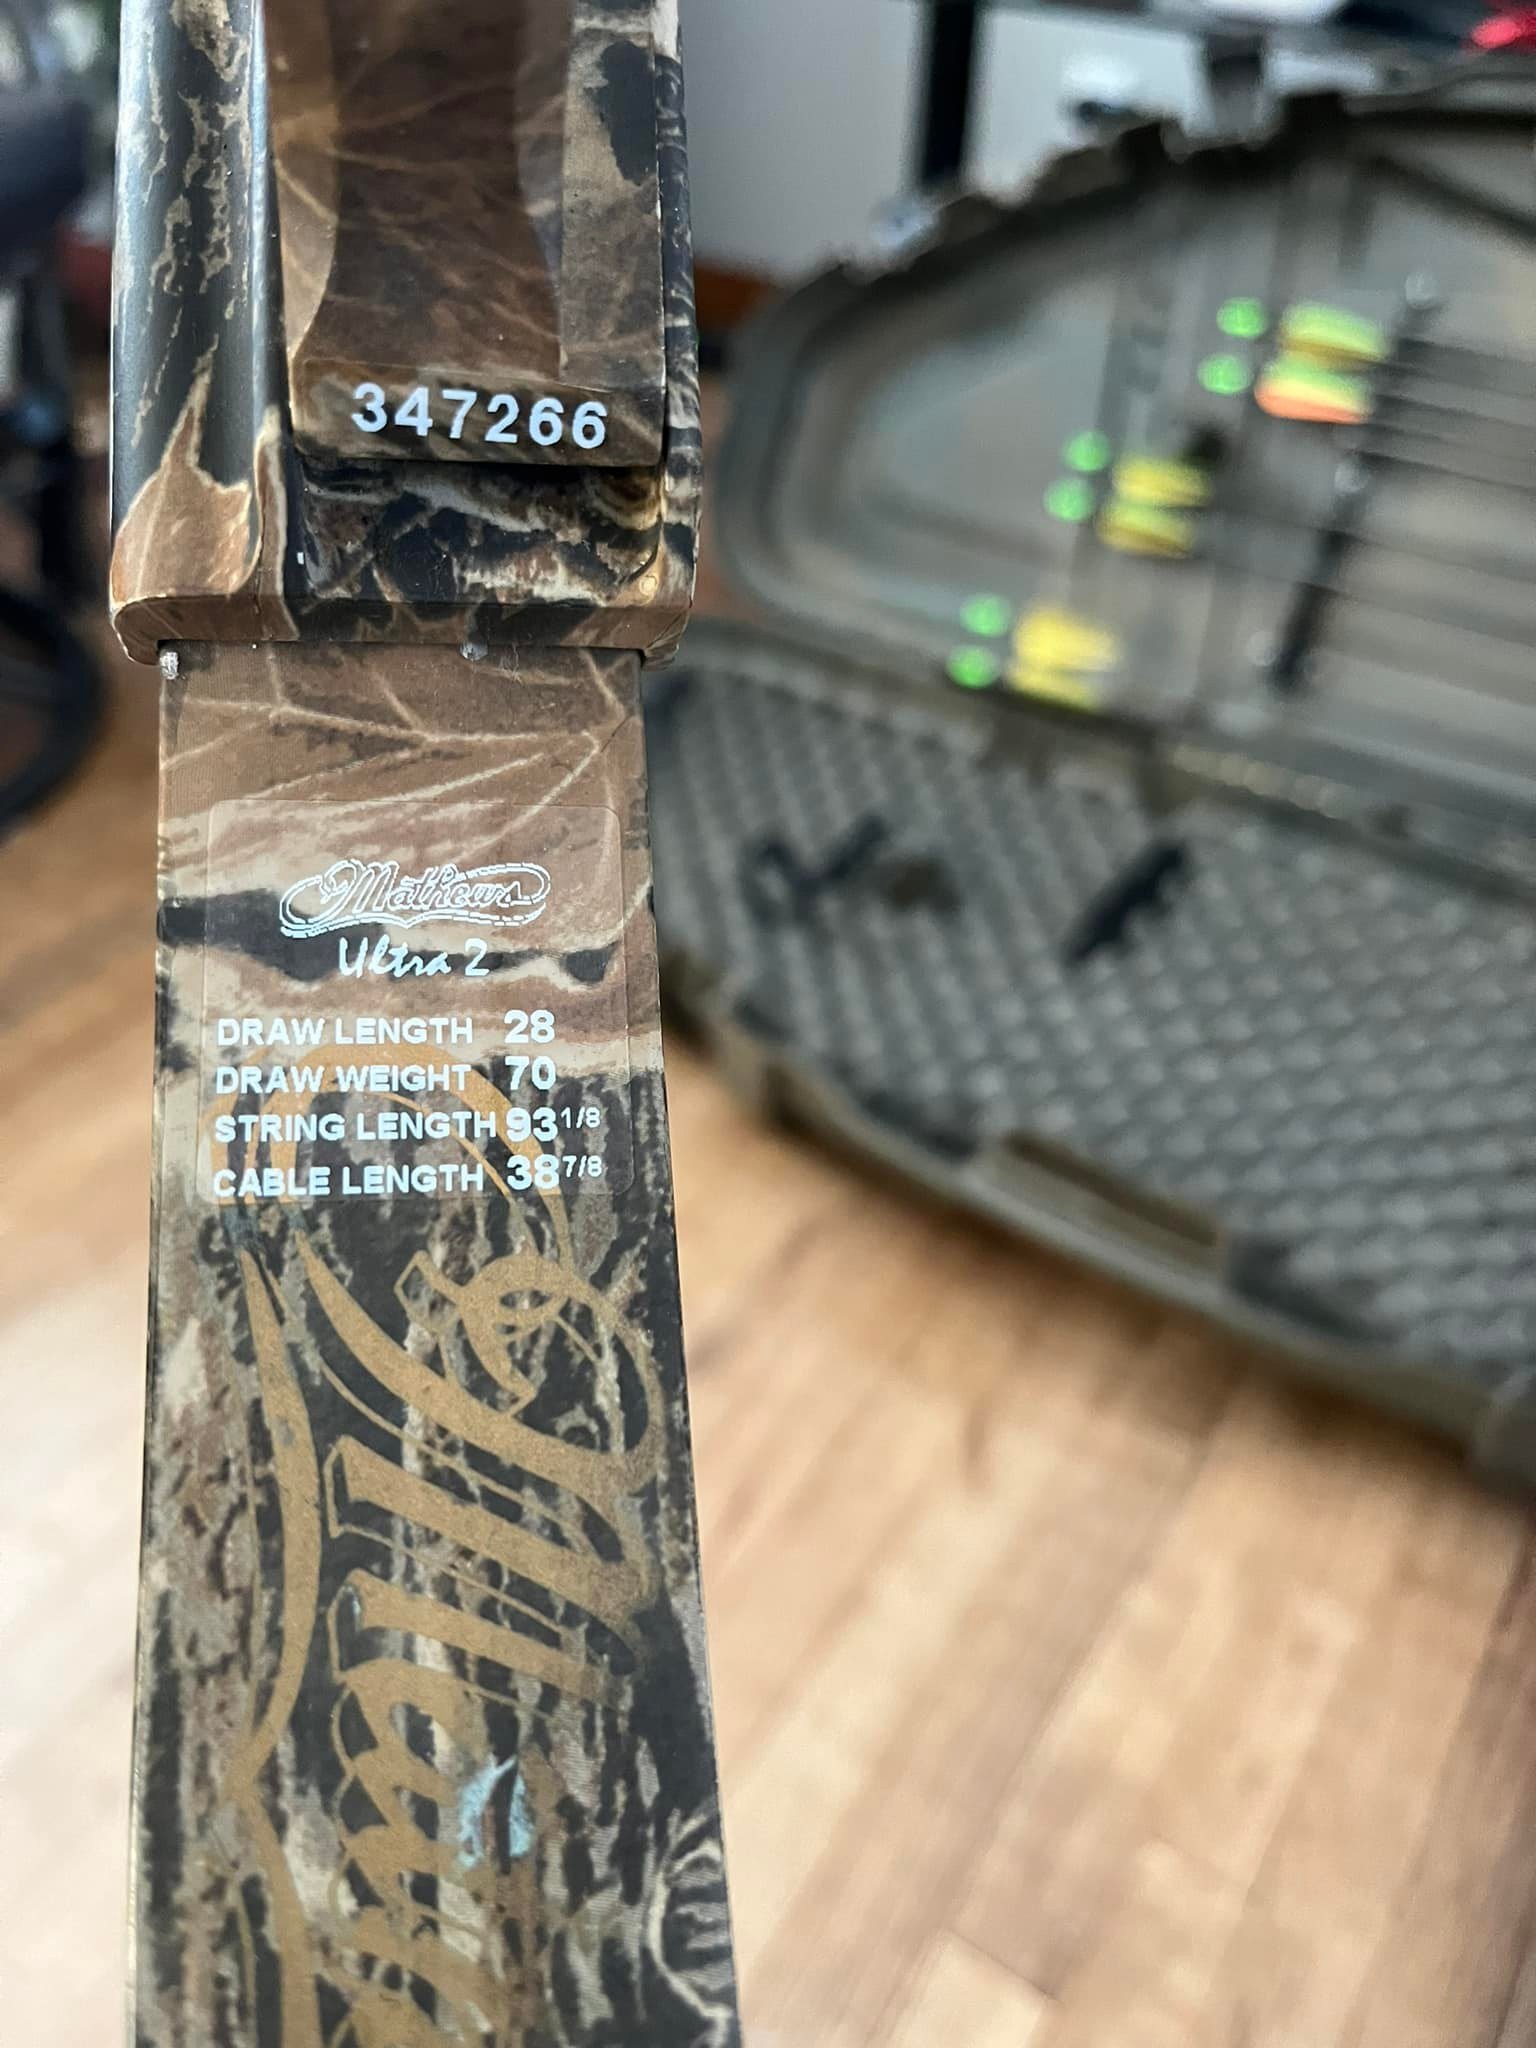 347266
Mathews
Ultra 2
DRAW LENGTH 28
DRAW WEIGHT 70
STRING LENGTH 93 1/8
CABLE LENGTH 38 7/8
Mathews